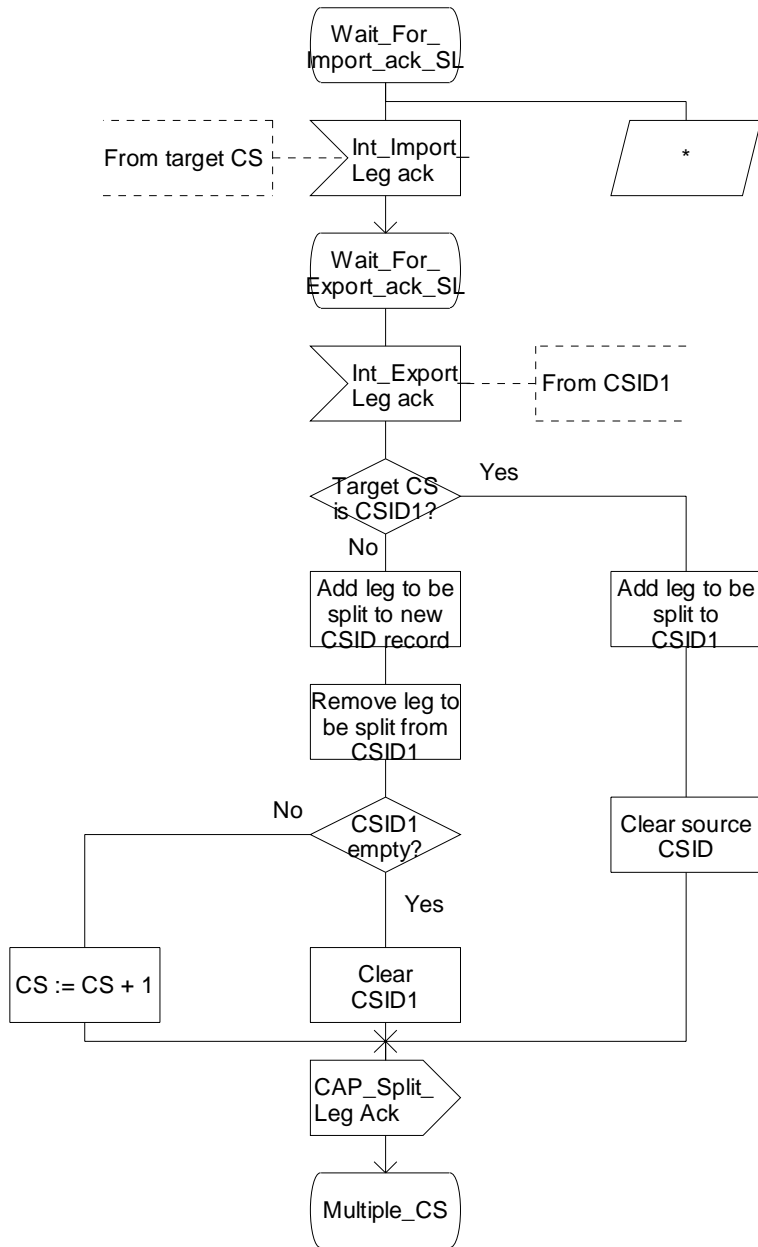 Wait_For_
Import_ack_SL
From target CS
Int_Import_
Leg ack
*
Wait_For_
Export_ack_SL
Int_Export_
Leg ack
From CSID1
Target CS
is CSID1?
Yes
No
Add leg to be
split to new
CSID record
Add leg to be
split to
CSID1
Remove leg to
be split from
CSID1
No
CSID1
empty?
Clear source
CSID
Yes
CS := CS + 1
Clear
CSID1
CAP_Split_
Leg Ack
Multiple_CS